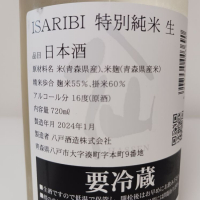 ISARIBI 特別純米 生
品目 日本酒
原材料名 米(青森県産)、米麹(青森県産米)
精米歩合 麹米55%、掛米60%
アルコール分 16度(原酒)
内容量 720ml
製造年月 2024年1月
製造者 八戸酒造株式会社
青森県八戸市大字湊町字本町9番地
要冷蔵